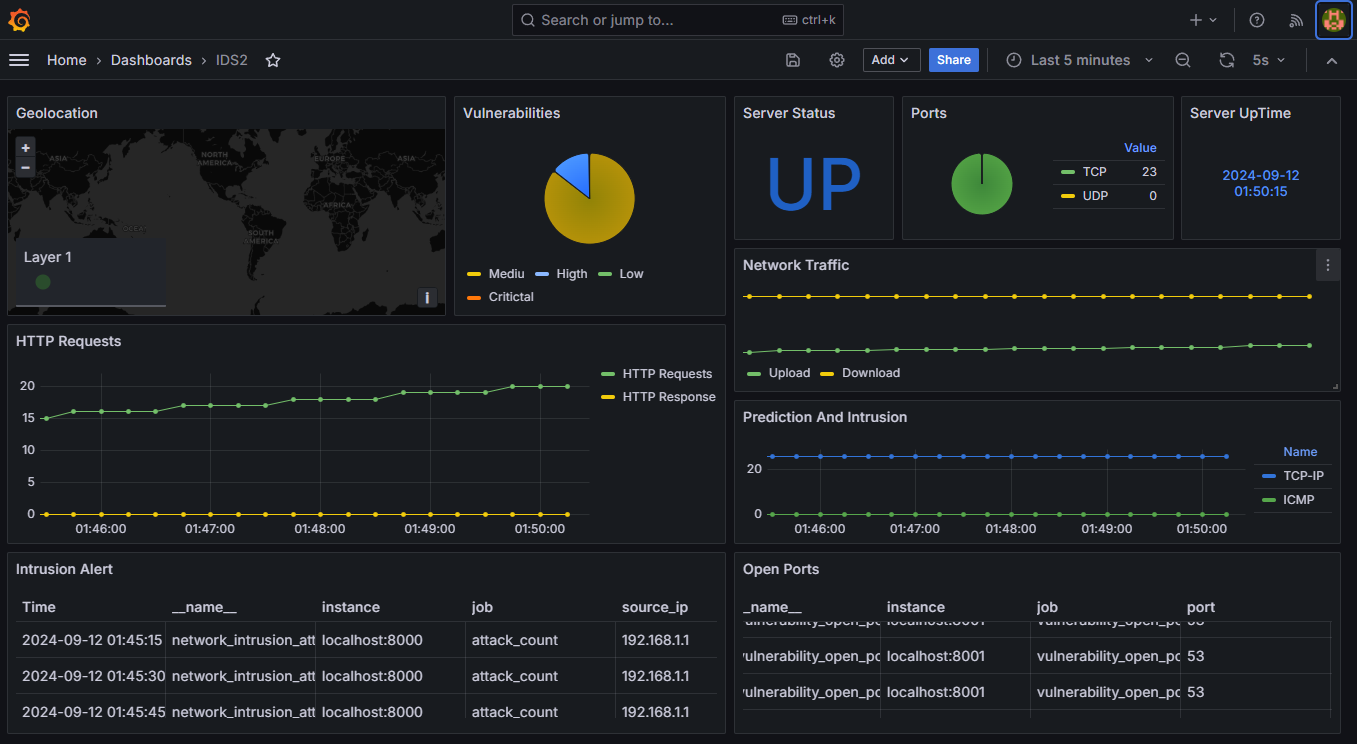 Search or jump to...
ctrl+k
Home › Dashboards › IDS2
Add
Share
Last 5 minutes
5s
Geolocation
+
−
ASIA
NORTH AMERICA
EUROPE
ASIA
AFRICA
SOUTH AMERICA
Layer 1
i
Vulnerabilities
Mediu
Higth
Low
Critictal
Server Status
UP
Ports
Value
TCP 23
UDP 0
Server UpTime
2024-09-12
01:50:15
Network Traffic
Upload
Download
HTTP Requests
20
15
10
5
0
01:46:00 01:47:00 01:48:00 01:49:00 01:50:00
HTTP Requests
HTTP Response
Prediction And Intrusion
20
0
01:46:00 01:47:00 01:48:00 01:49:00 01:50:00
Name
TCP-IP
ICMP
Intrusion Alert
Time __name__ instance job source_ip
2024-09-12 01:45:15 network_intrusion_att localhost:8000 attack_count 192.168.1.1
2024-09-12 01:45:30 network_intrusion_att localhost:8000 attack_count 192.168.1.1
2024-09-12 01:45:45 network_intrusion_att localhost:8000 attack_count 192.168.1.1
Open Ports
_name__ instance job port
vulnerability_open_po localhost:8001 vulnerability_open_po 53
vulnerability_open_po localhost:8001 vulnerability_open_po 53
vulnerability_open_po localhost:8001 vulnerability_open_po 53